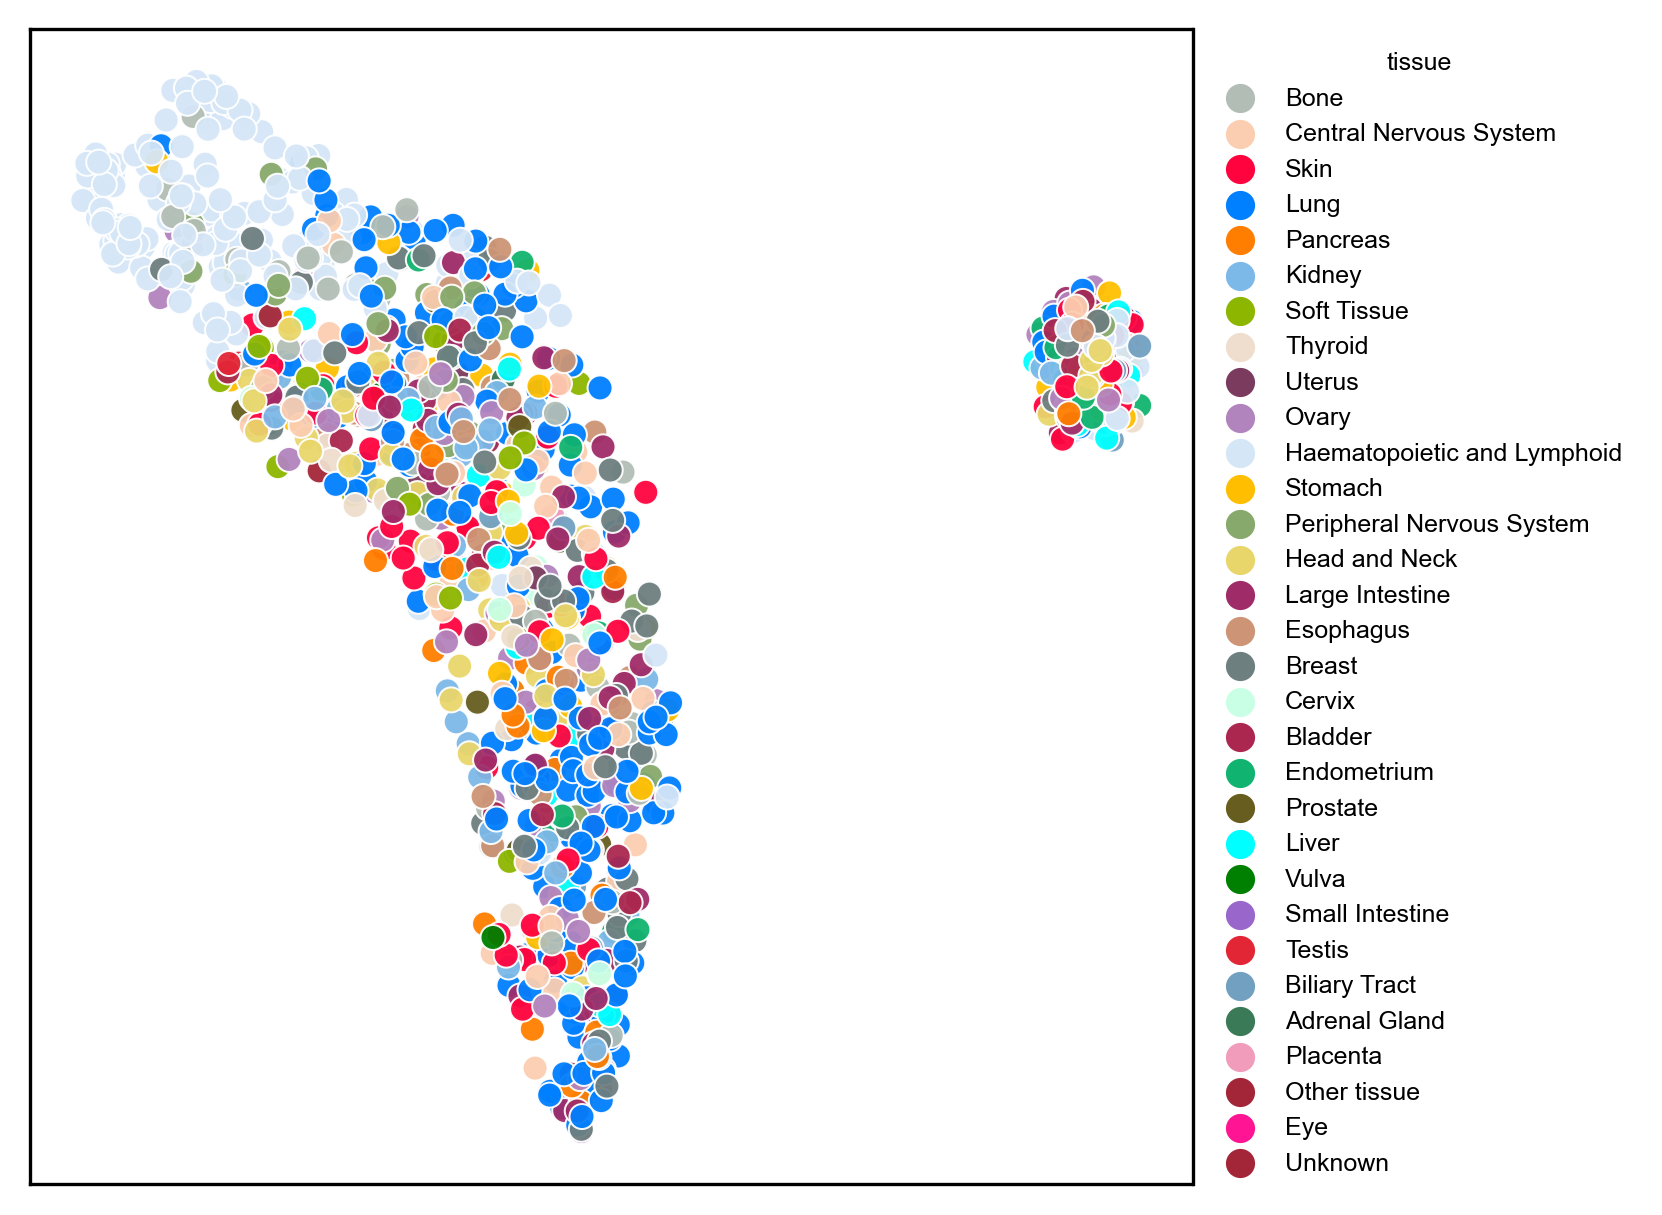 tissue
Bone
Central Nervous System
Skin
Lung
Pancreas
Kidney
Soft Tissue
Thyroid
Uterus
Ovary
Haematopoietic and Lymphoid
Stomach
Peripheral Nervous System
Head and Neck
Large Intestine
Esophagus
Breast
Cervix
Bladder
Endometrium
Prostate
Liver
Vulva
Small Intestine
Testis
Biliary Tract
Adrenal Gland
Placenta
Other tissue
Eye
Unknown